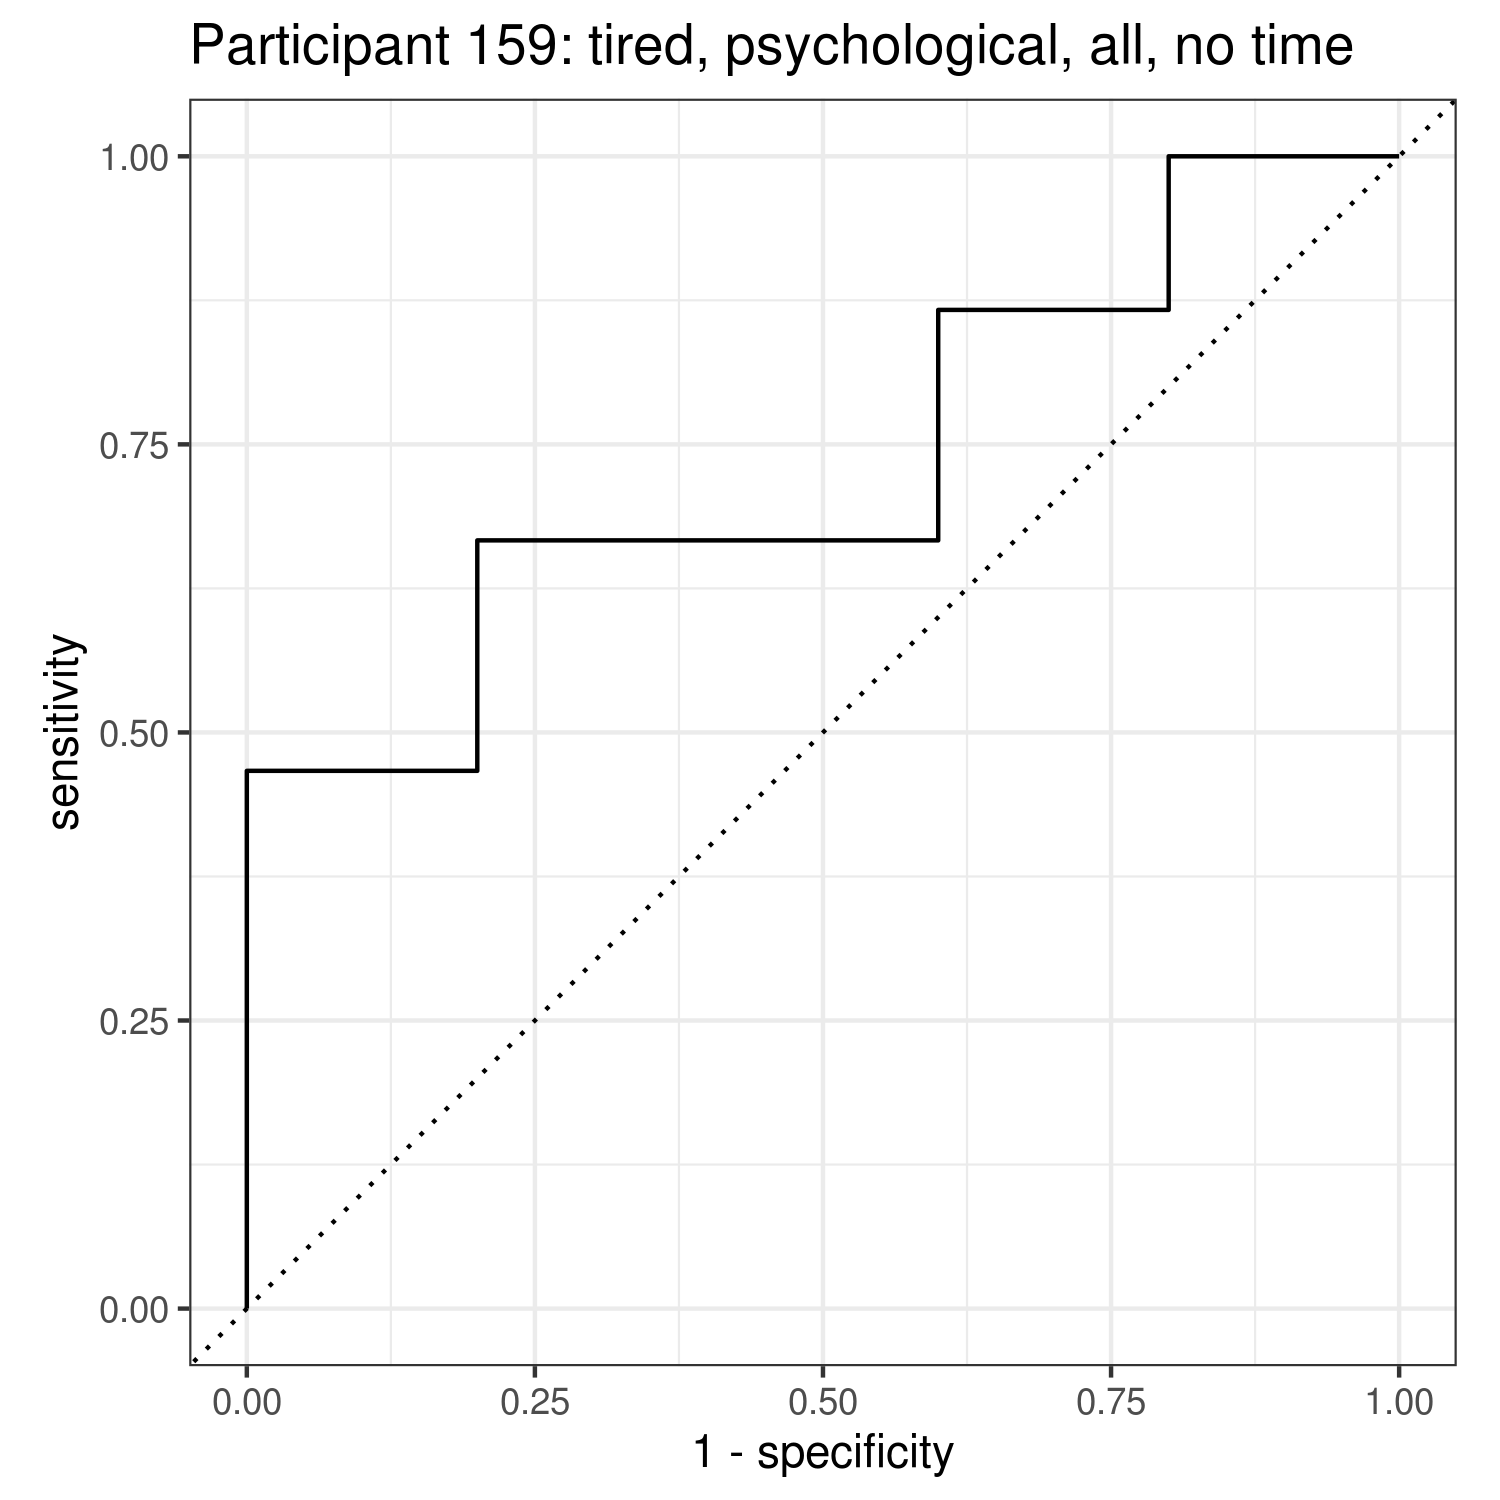 Participant 159: tired, psychological, all, no time
1.00
0.75
0.50
0.25
0.00
sensitivity
0.00 0.25 0.50 0.75 1.00
1 - specificity